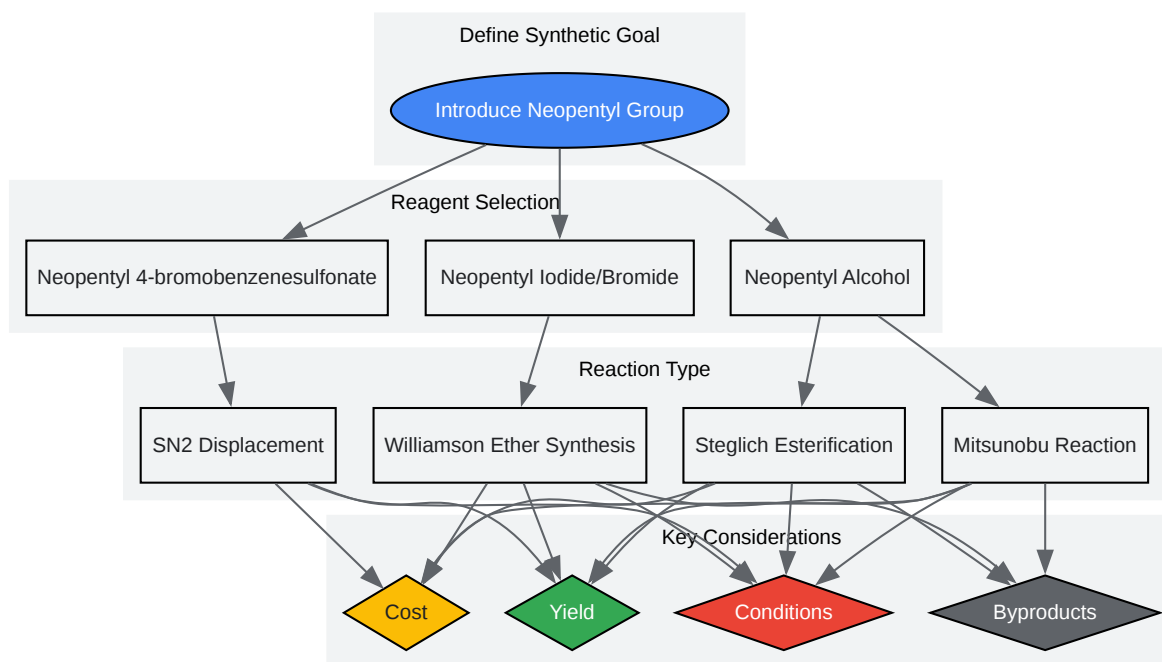 Define Synthetic Goal
Introduce Neopentyl Group
Reagent Selection
Neopentyl 4-bromobenzenesulfonate
Neopentyl Iodide/Bromide
Neopentyl Alcohol
Reaction Type
SN2 Displacement
Williamson Ether Synthesis
Steglich Esterification
Mitsunobu Reaction
Key Considerations
Cost
Yield
Conditions
Byproducts